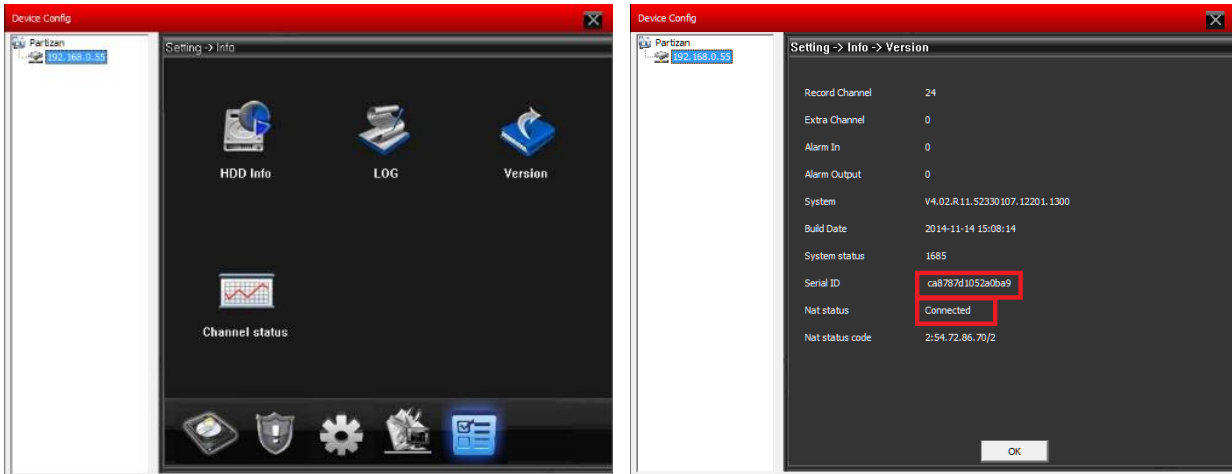 Device Config
Partizan
192.168.0.55
Setting -> Info
HDD Info
LOG
Version
Channel status
Device Config
Partizan
192.168.0.55
Setting -> Info -> Version
Record Channel 24
Extra Channel 0
Alarm In 0
Alarm Output 0
System V4.02.R11.52330107.12201.1300
Build Date 2014-11-14 15:08:14
System status 1685
Serial ID ca8787d1052a0ba9
Nat status Connected
Nat status code 2:54.72.86.70/2
OK